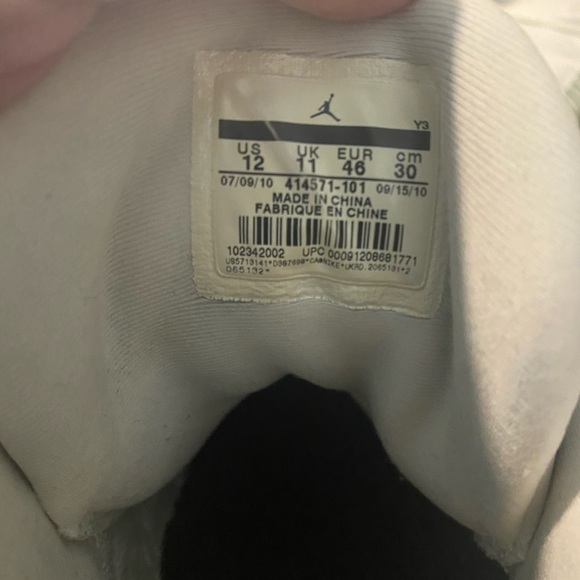 Y3
US UK EUR cm
12 11 46 30
07/09/10 414571-101 09/15/10
MADE IN CHINA
FABRIQUE EN CHINE
102342002 UPC 00091208681771
065132*